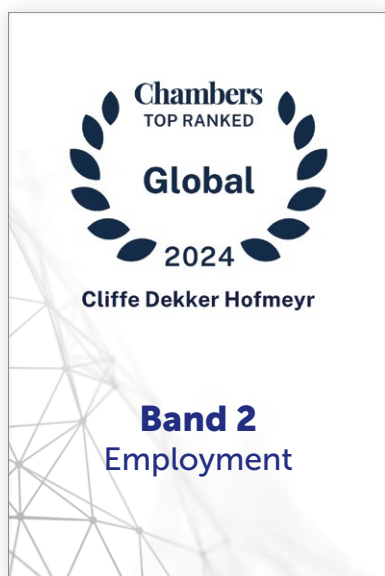 Chambers
TOP RANKED
Global
2024
Cliffe Dekker Hofmeyr
Band 2
Employment